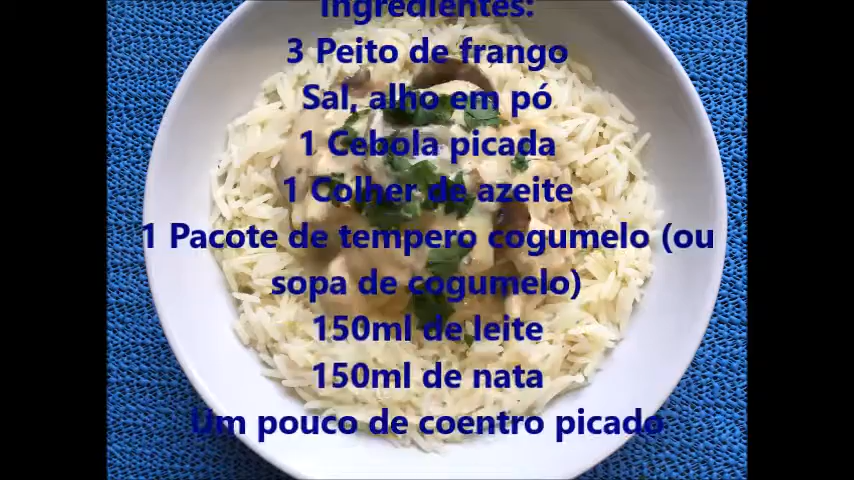 Ingredientes:
3 Peito de frango
Sal, alho em pó
1 Cebola picada
1 Colher de azeite
1 Pacote de tempero cogumelo (ou
sopa de cogumelo)
150ml de leite
150ml de nata
Um pouco de coentro picado